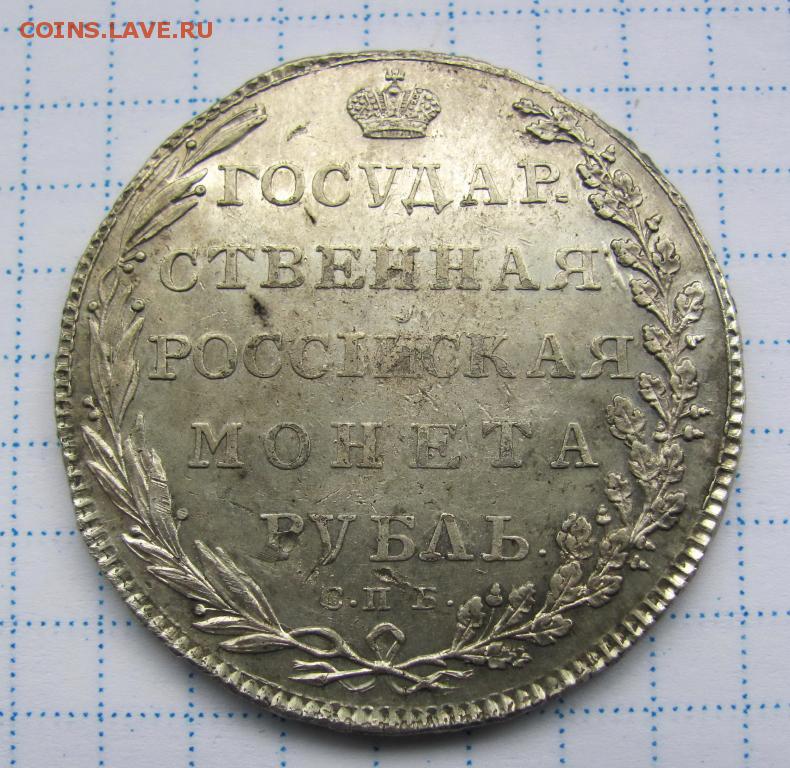 COINS.LAVE.RU
ГОСУДАР.
СТВЕННАЯ
РОССІЙСКАЯ
МОНЕТА
РУБЛЬ.
С.П.Б.